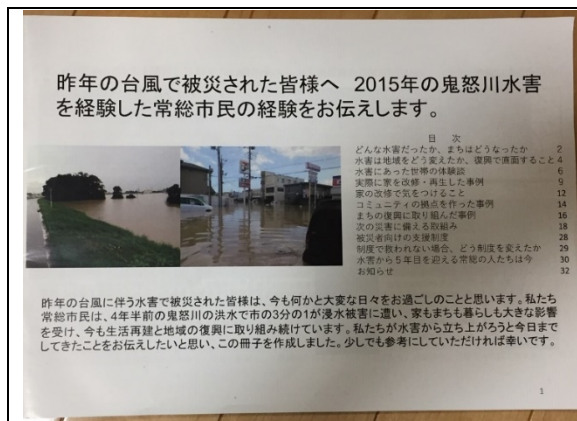 昨年の台風で被災された皆様へ 2015年の鬼怒川水害
を経験した常総市民の経験をお伝えします。
目 次
どんな水害だったか、まちはどうなったか 2
水害は地域をどう変えたか、復興で直面すること 4
水害にあった世帯の体験談 6
実際に家を改修・再生した事例 9
家の改修で気をつけること 12
コミュニティの拠点を作った事例 14
まちの復興に取り組んだ事例 16
次の災害に備える取組み 18
被災者向けの支援制度 28
制度で救われない場合、どう制度を変えたか 29
水害から5年目を迎える常総の人たちは今 30
お知らせ 32
昨年の台風に伴う水害で被災された皆様は、今も何かと大変な日々をお過ごしのことと思います。私たち
常総市民は、4年半前の鬼怒川の洪水で市の3分の1が浸水被害に遭い、家もまちも暮らしも大きな影響
を受け、今も生活再建と地域の復興に取り組み続けています。私たちが水害から立ち上がろうと今日まで
してきたことをお伝えしたいと思い、この冊子を作成しました。少しでも参考にしていただければ幸いです。
1